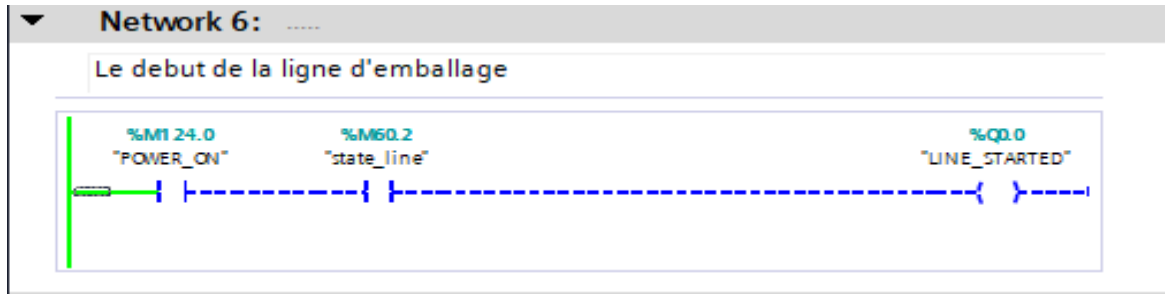 Network 6: .....
Le debut de la ligne d'emballage
%M124.0 %M60.2 %Q0.0
"POWER_ON" "state_line" "LINE_STARTED"